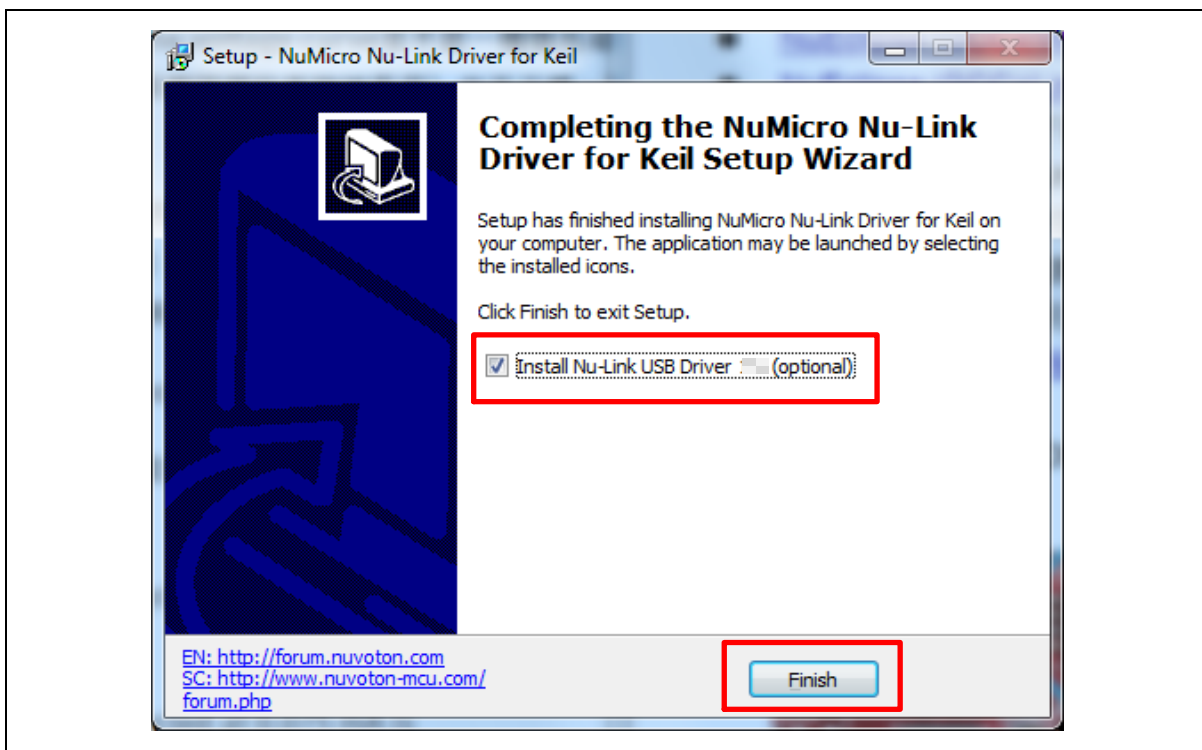 Setup - NuMicro Nu-Link Driver for Keil
Completing the NuMicro Nu-Link
Driver for Keil Setup Wizard
Setup has finished installing NuMicro Nu-Link Driver for Keil on
your computer. The application may be launched by selecting
the installed icons.
Click Finish to exit Setup.
Install Nu-Link USB Driver (optional)
EN: http://forum.nuvoton.com
SC: http://www.nuvoton-mcu.com/
forum.php
Finish